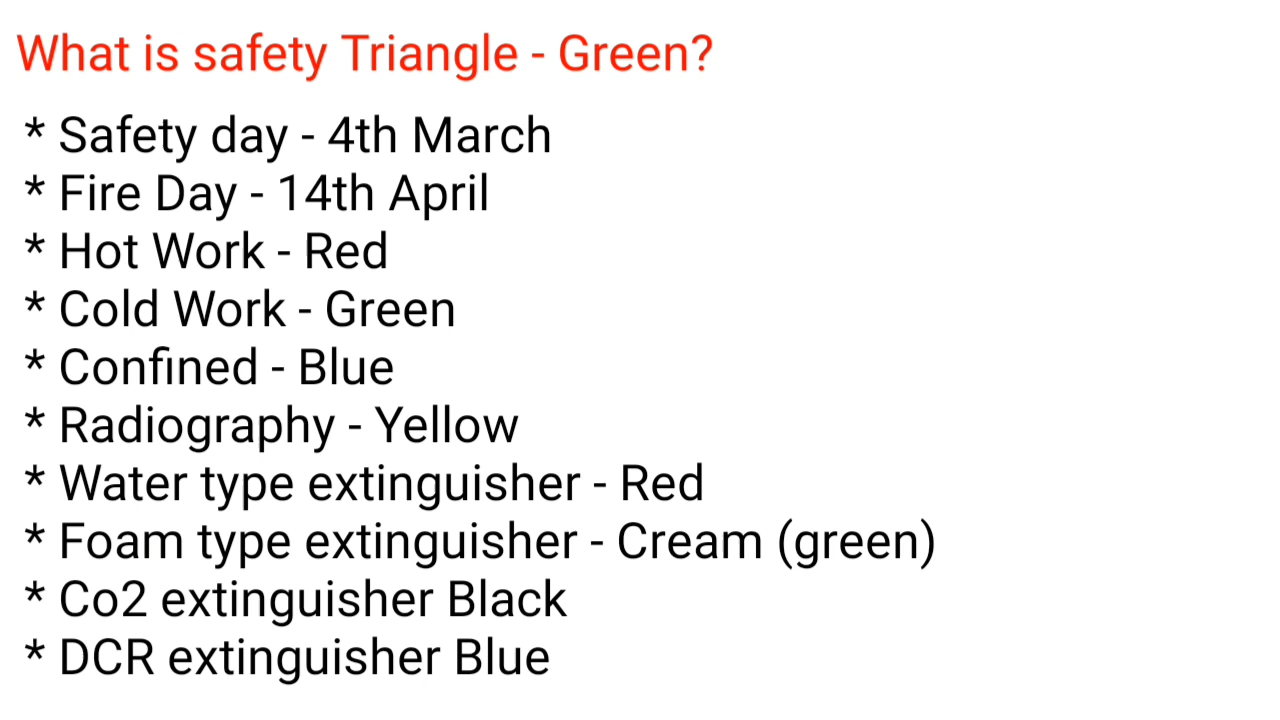 What is safety Triangle - Green?
* Safety day - 4th March
* Fire Day - 14th April
* Hot Work - Red
* Cold Work - Green
* Confined - Blue
* Radiography - Yellow
* Water type extinguisher - Red
* Foam type extinguisher - Cream (green)
* Co2 extinguisher Black
* DCR extinguisher Blue